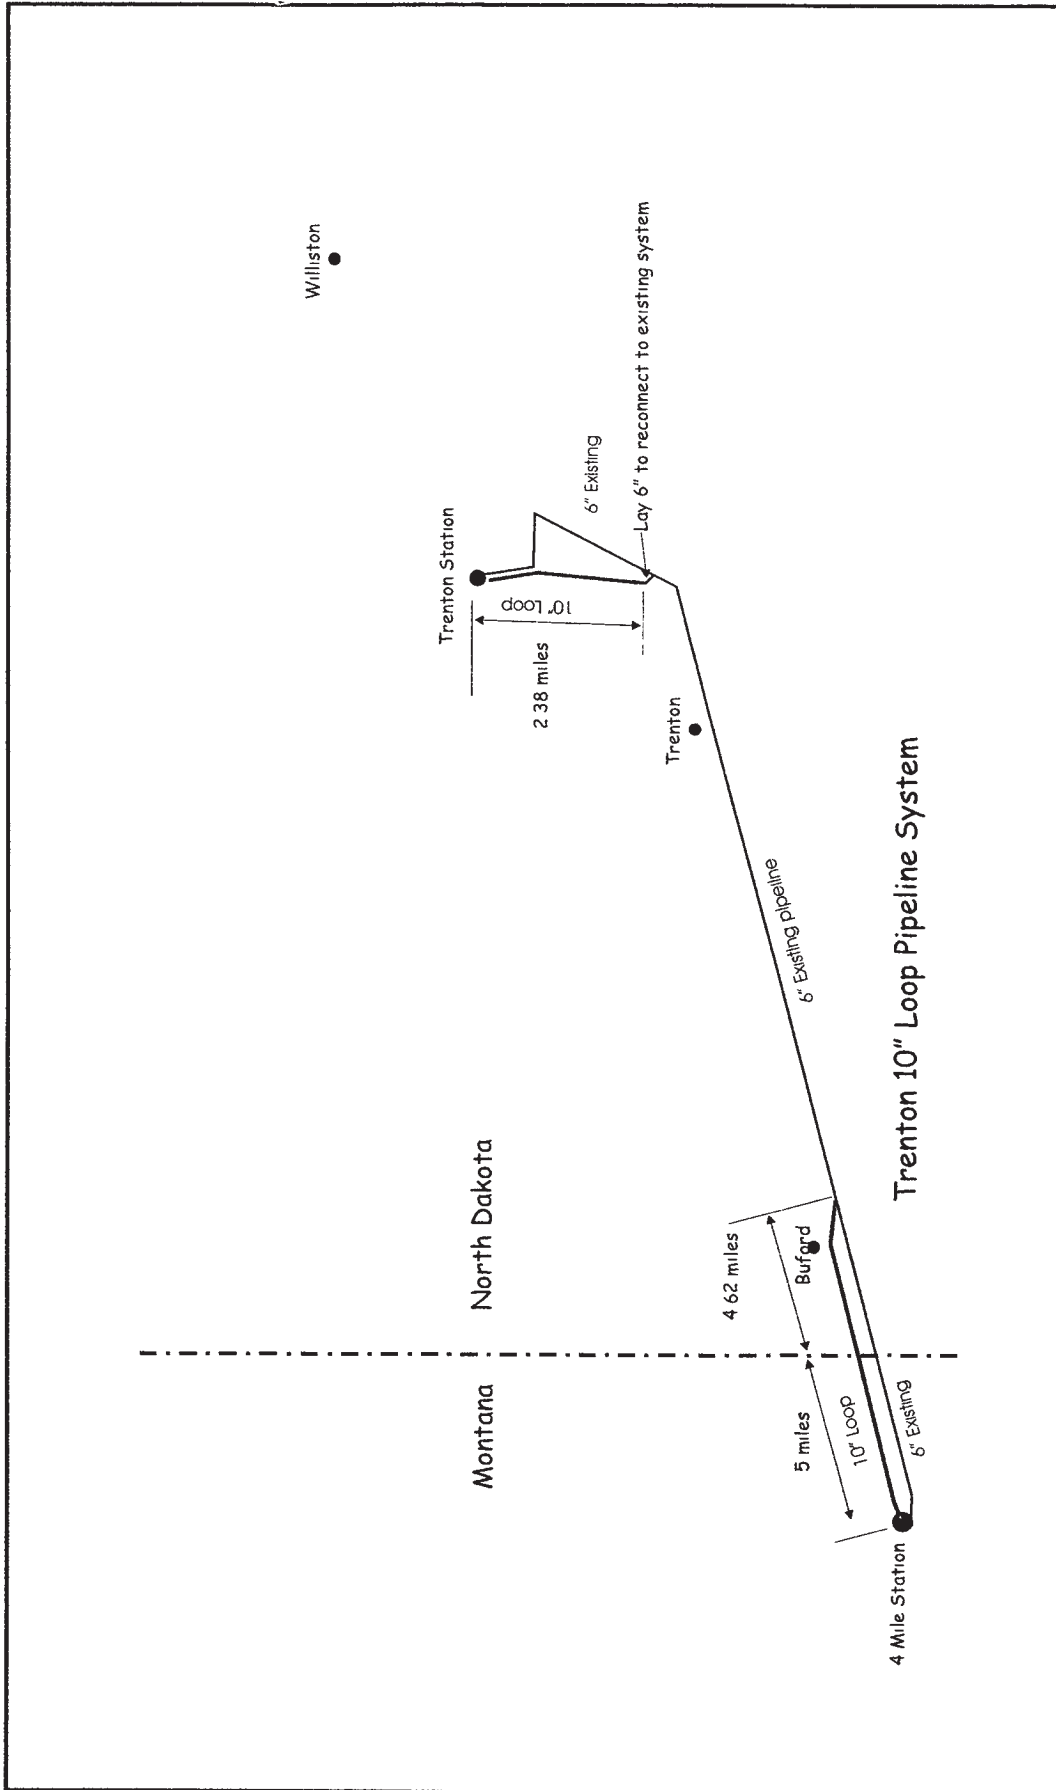 Williston
Trenton Station
6" Existing
Lay 6" to reconnect to existing system
10" Loop
2 38 miles
Trenton
6" Existing pipeline
Montana
North Dakota
4 62 miles
Buford
5 miles
10" Loop
6" Existing
4 Mile Station
Trenton 10" Loop Pipeline System